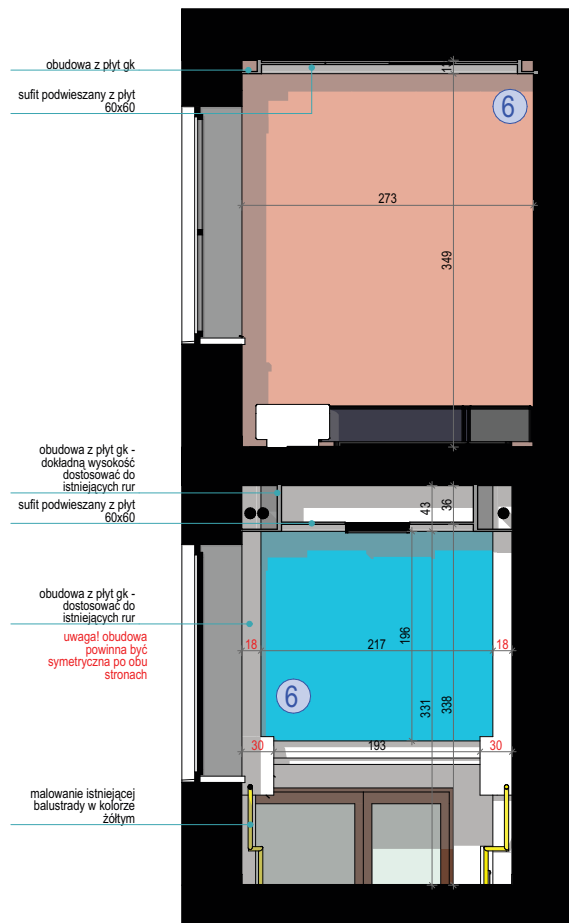 obudowa z płyt gk
sufit podwieszany z płyt
60x60
13
6
273
349
obudowa z płyt gk -
dokładną wysokość
dostosować do
istniejących rur
sufit podwieszany z płyt
60x60
43
36
obudowa z płyt gk -
dostosować do
istniejących rur
uwaga! obudowa
powinna być
symetryczna po obu
stronach
18
217
18
196
6
331
338
30
193
30
malowanie istniejącej
balustrady w kolorze
żółtym